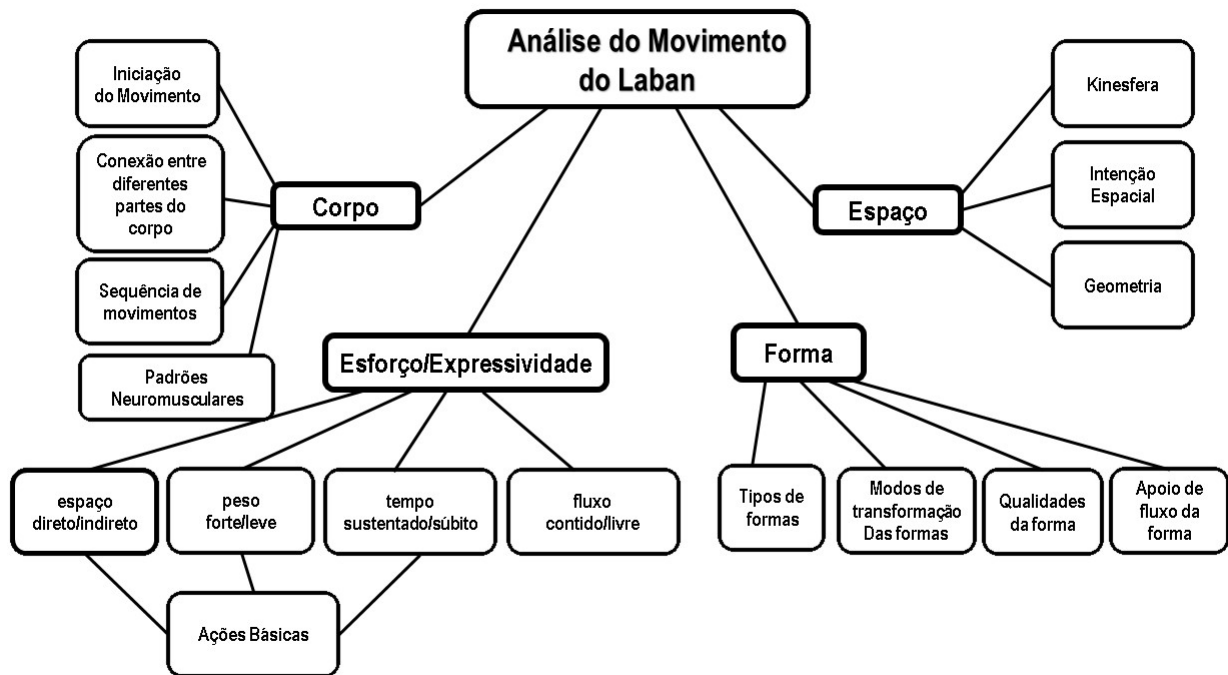 Análise do Movimento
do Laban
Iniciação
do Movimento
Conexão entre
diferentes
partes do
corpo
Sequência de
movimentos
Padrões
Neuromusculares
Corpo
Espaço
Kinesfera
Intenção
Espacial
Geometria
Esforço/Expressividade
Forma
espaço
direto/indireto
peso
forte/leve
tempo
sustentado/súbito
fluxo
contido/livre
Ações Básicas
Tipos de
formas
Modos de
transformação
Das formas
Qualidades
da forma
Apoio de
fluxo da
forma